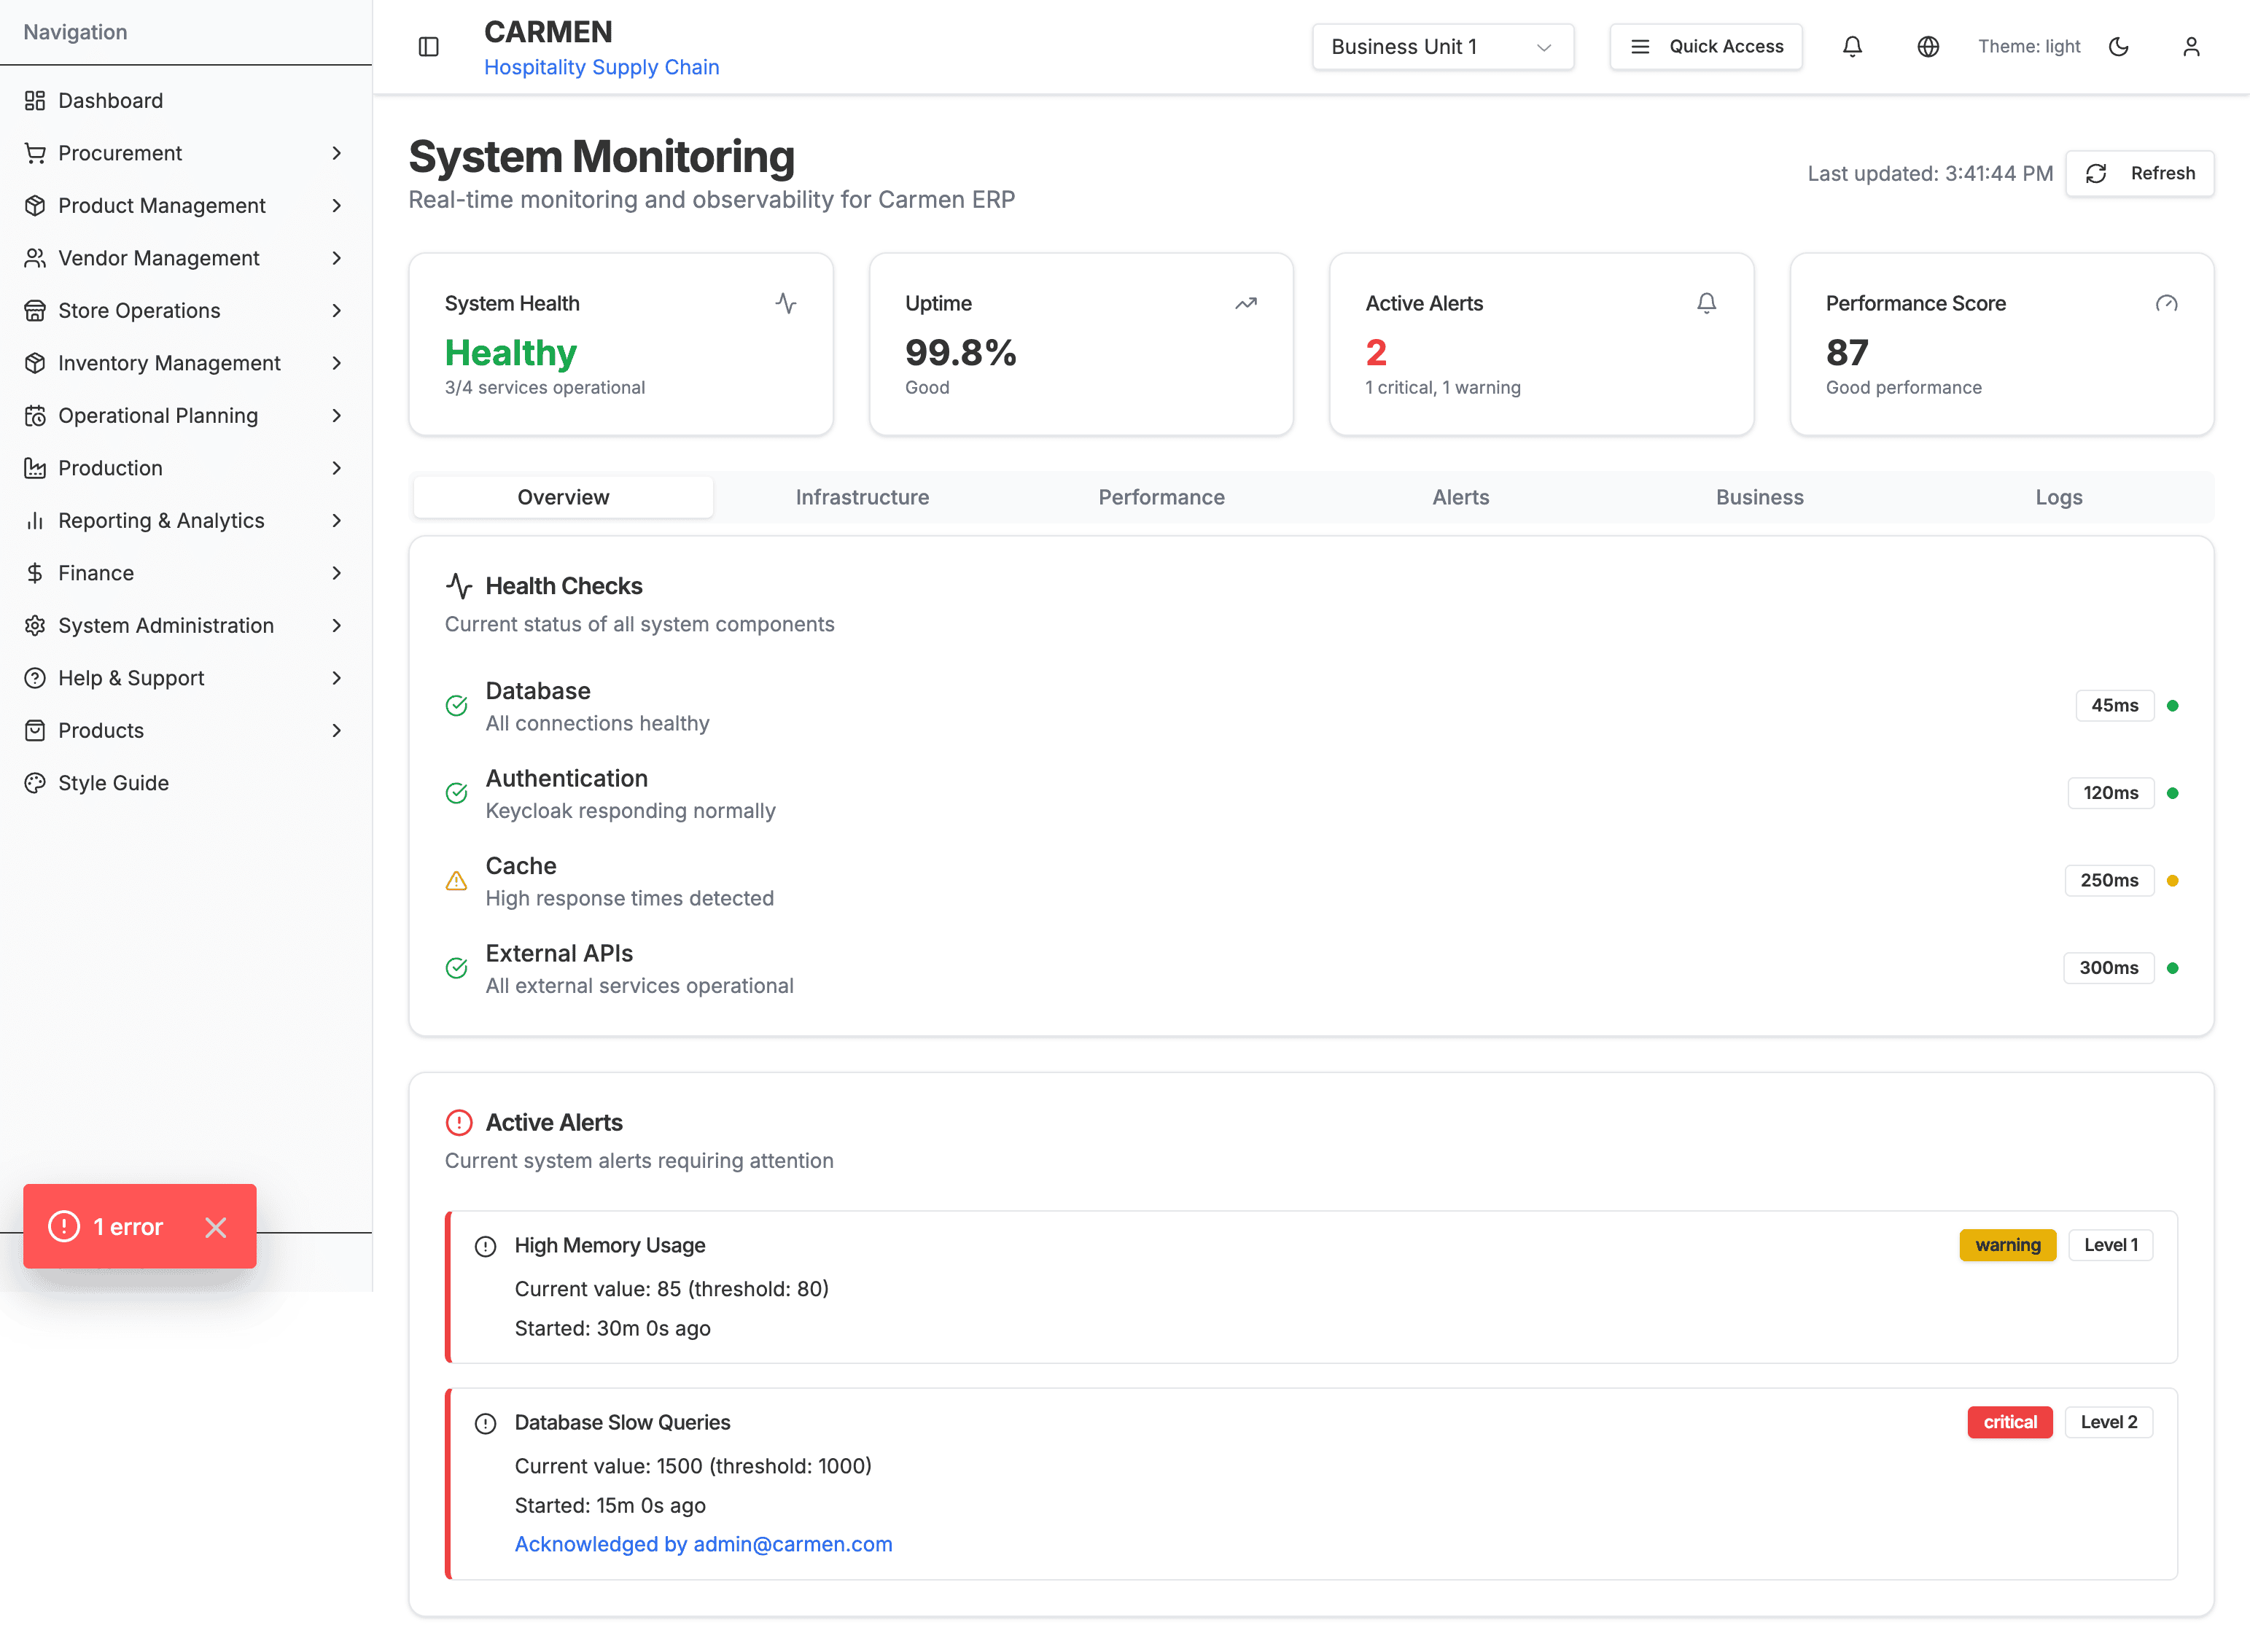 Navigation
Dashboard
Procurement
Product Management
Vendor Management
Store Operations
Inventory Management
Operational Planning
Production
Reporting & Analytics
Finance
System Administration
Help & Support
Products
Style Guide
1 error
CARMEN
Hospitality Supply Chain
Business Unit 1
Quick Access
Theme: light
System Monitoring
Real-time monitoring and observability for Carmen ERP
Last updated: 3:41:44 PM
Refresh
System Health
Healthy
3/4 services operational
Uptime
99.8%
Good
Active Alerts
2
1 critical, 1 warning
Performance Score
87
Good performance
Overview
Infrastructure
Performance
Alerts
Business
Logs
Health Checks
Current status of all system components
Database
All connections healthy
45ms
Authentication
Keycloak responding normally
120ms
Cache
High response times detected
250ms
External APIs
All external services operational
300ms
Active Alerts
Current system alerts requiring attention
High Memory Usage
warning
Level 1
Current value: 85 (threshold: 80)
Started: 30m 0s ago
Database Slow Queries
critical
Level 2
Current value: 1500 (threshold: 1000)
Started: 15m 0s ago
Acknowledged by admin@carmen.com